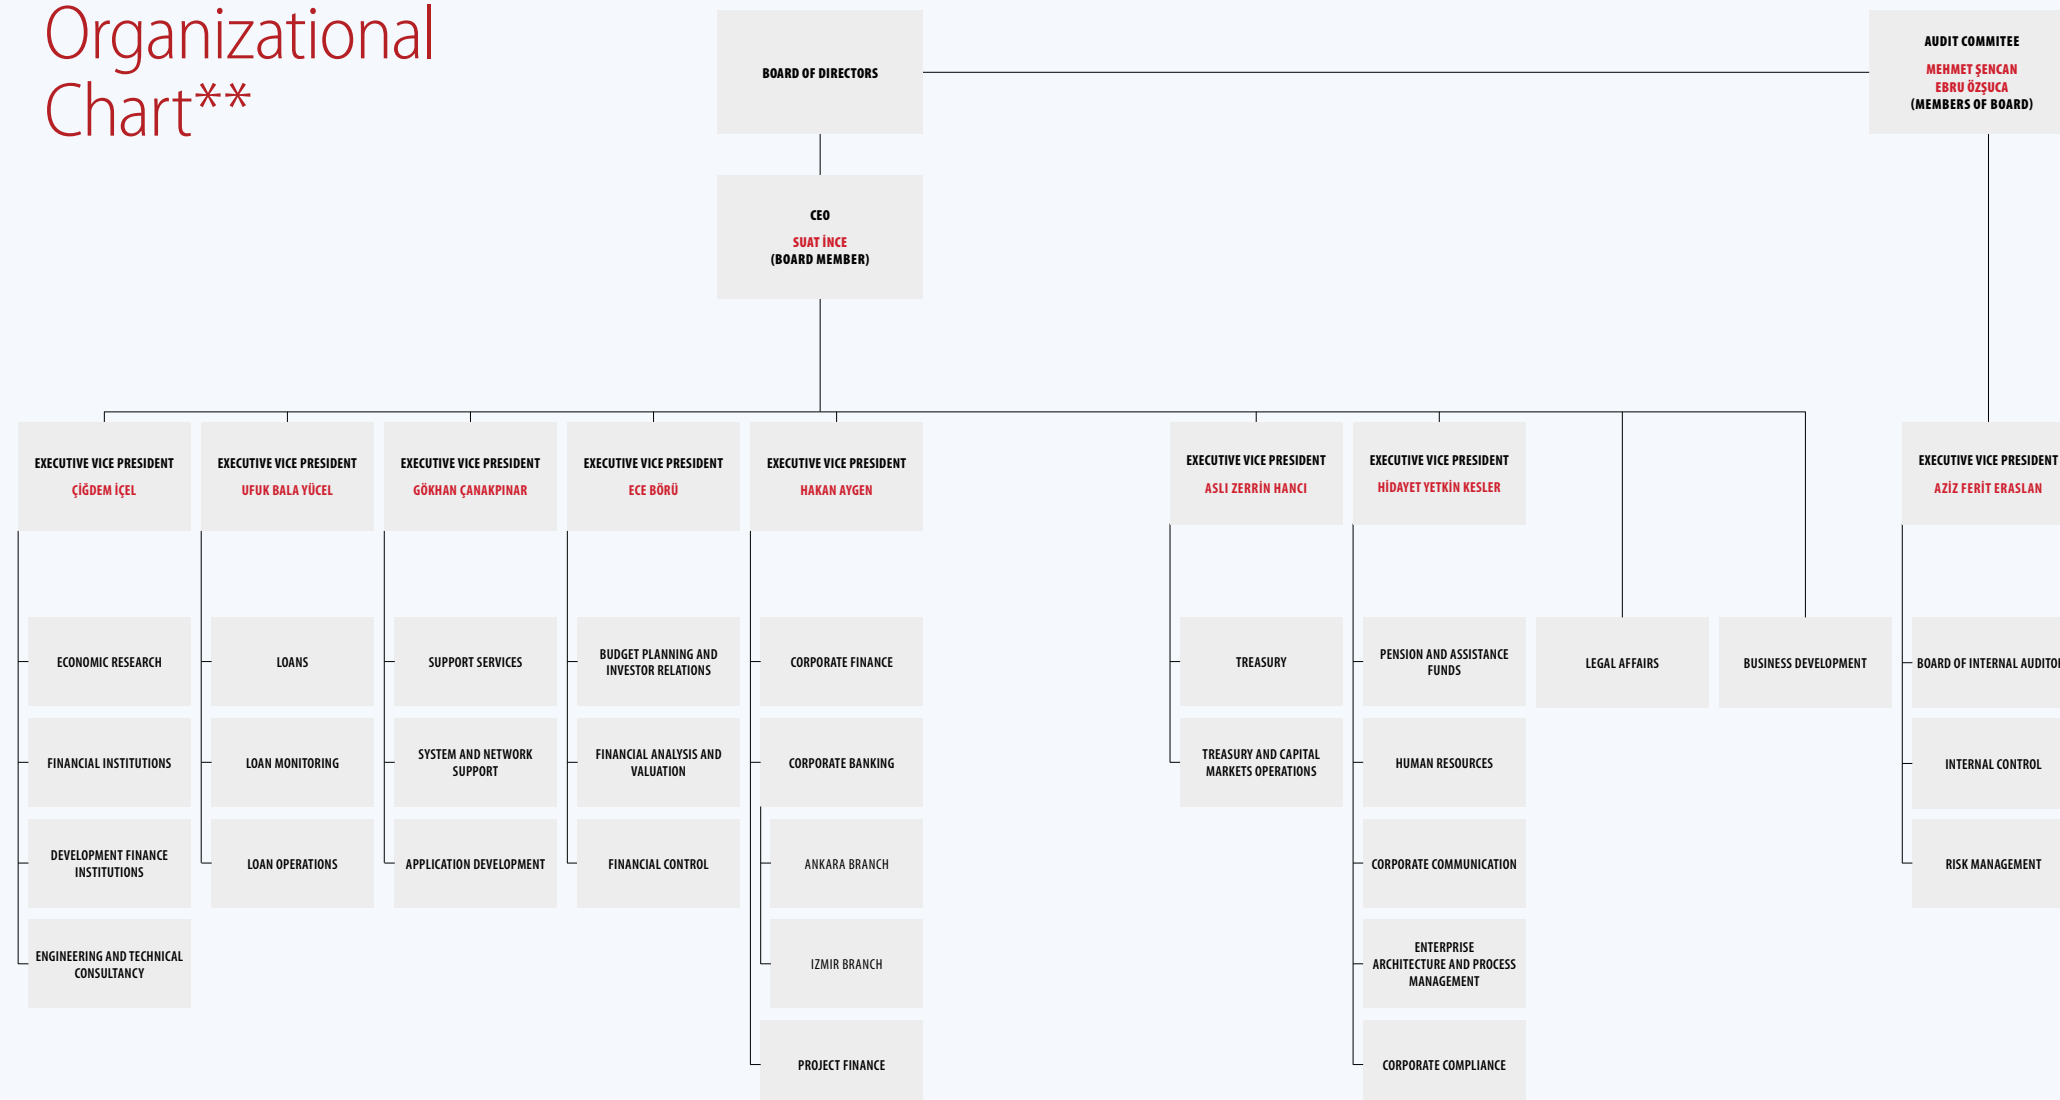 Organizational
Chart**
BOARD OF DIRECTORS
AUDIT COMMITEE
MEHMET ŞENCAN
EBRU ÖZŞUCA
(MEMBERS OF BOARD)
CEO
SUAT İNCE
(BOARD MEMBER)
EXECUTIVE VICE PRESIDENT
ÇİĞDEM İÇEL
EXECUTIVE VICE PRESIDENT
UFUK BALA YÜCEL
EXECUTIVE VICE PRESIDENT
GÖKHAN ÇANAKPINAR
EXECUTIVE VICE PRESIDENT
ECE BÖRÜ
EXECUTIVE VICE PRESIDENT
HAKAN AYGEN
EXECUTIVE VICE PRESIDENT
ASLI ZERRİN HANCI
EXECUTIVE VICE PRESIDENT
HİDAYET YETKİN KESLER
EXECUTIVE VICE PRESIDENT
AZİZ FERİT ERASLAN
ECONOMIC RESEARCH
LOANS
SUPPORT SERVICES
BUDGET PLANNING AND
INVESTOR RELATIONS
CORPORATE FINANCE
TREASURY
PENSION AND ASSISTANCE
FUNDS
LEGAL AFFAIRS
BUSINESS DEVELOPMENT
BOARD OF INTERNAL AUDITOR
FINANCIAL INSTITUTIONS
LOAN MONITORING
SYSTEM AND NETWORK
SUPPORT
FINANCIAL ANALYSIS AND
VALUATION
CORPORATE BANKING
TREASURY AND CAPITAL
MARKETS OPERATIONS
HUMAN RESOURCES
INTERNAL CONTROL
DEVELOPMENT FINANCE
INSTITUTIONS
LOAN OPERATIONS
APPLICATION DEVELOPMENT
FINANCIAL CONTROL
ANKARA BRANCH
CORPORATE COMMUNICATION
RISK MANAGEMENT
ENGINEERING AND TECHNICAL
CONSULTANCY
IZMIR BRANCH
ENTERPRISE
ARCHITECTURE AND PROCESS
MANAGEMENT
PROJECT FINANCE
CORPORATE COMPLIANCE